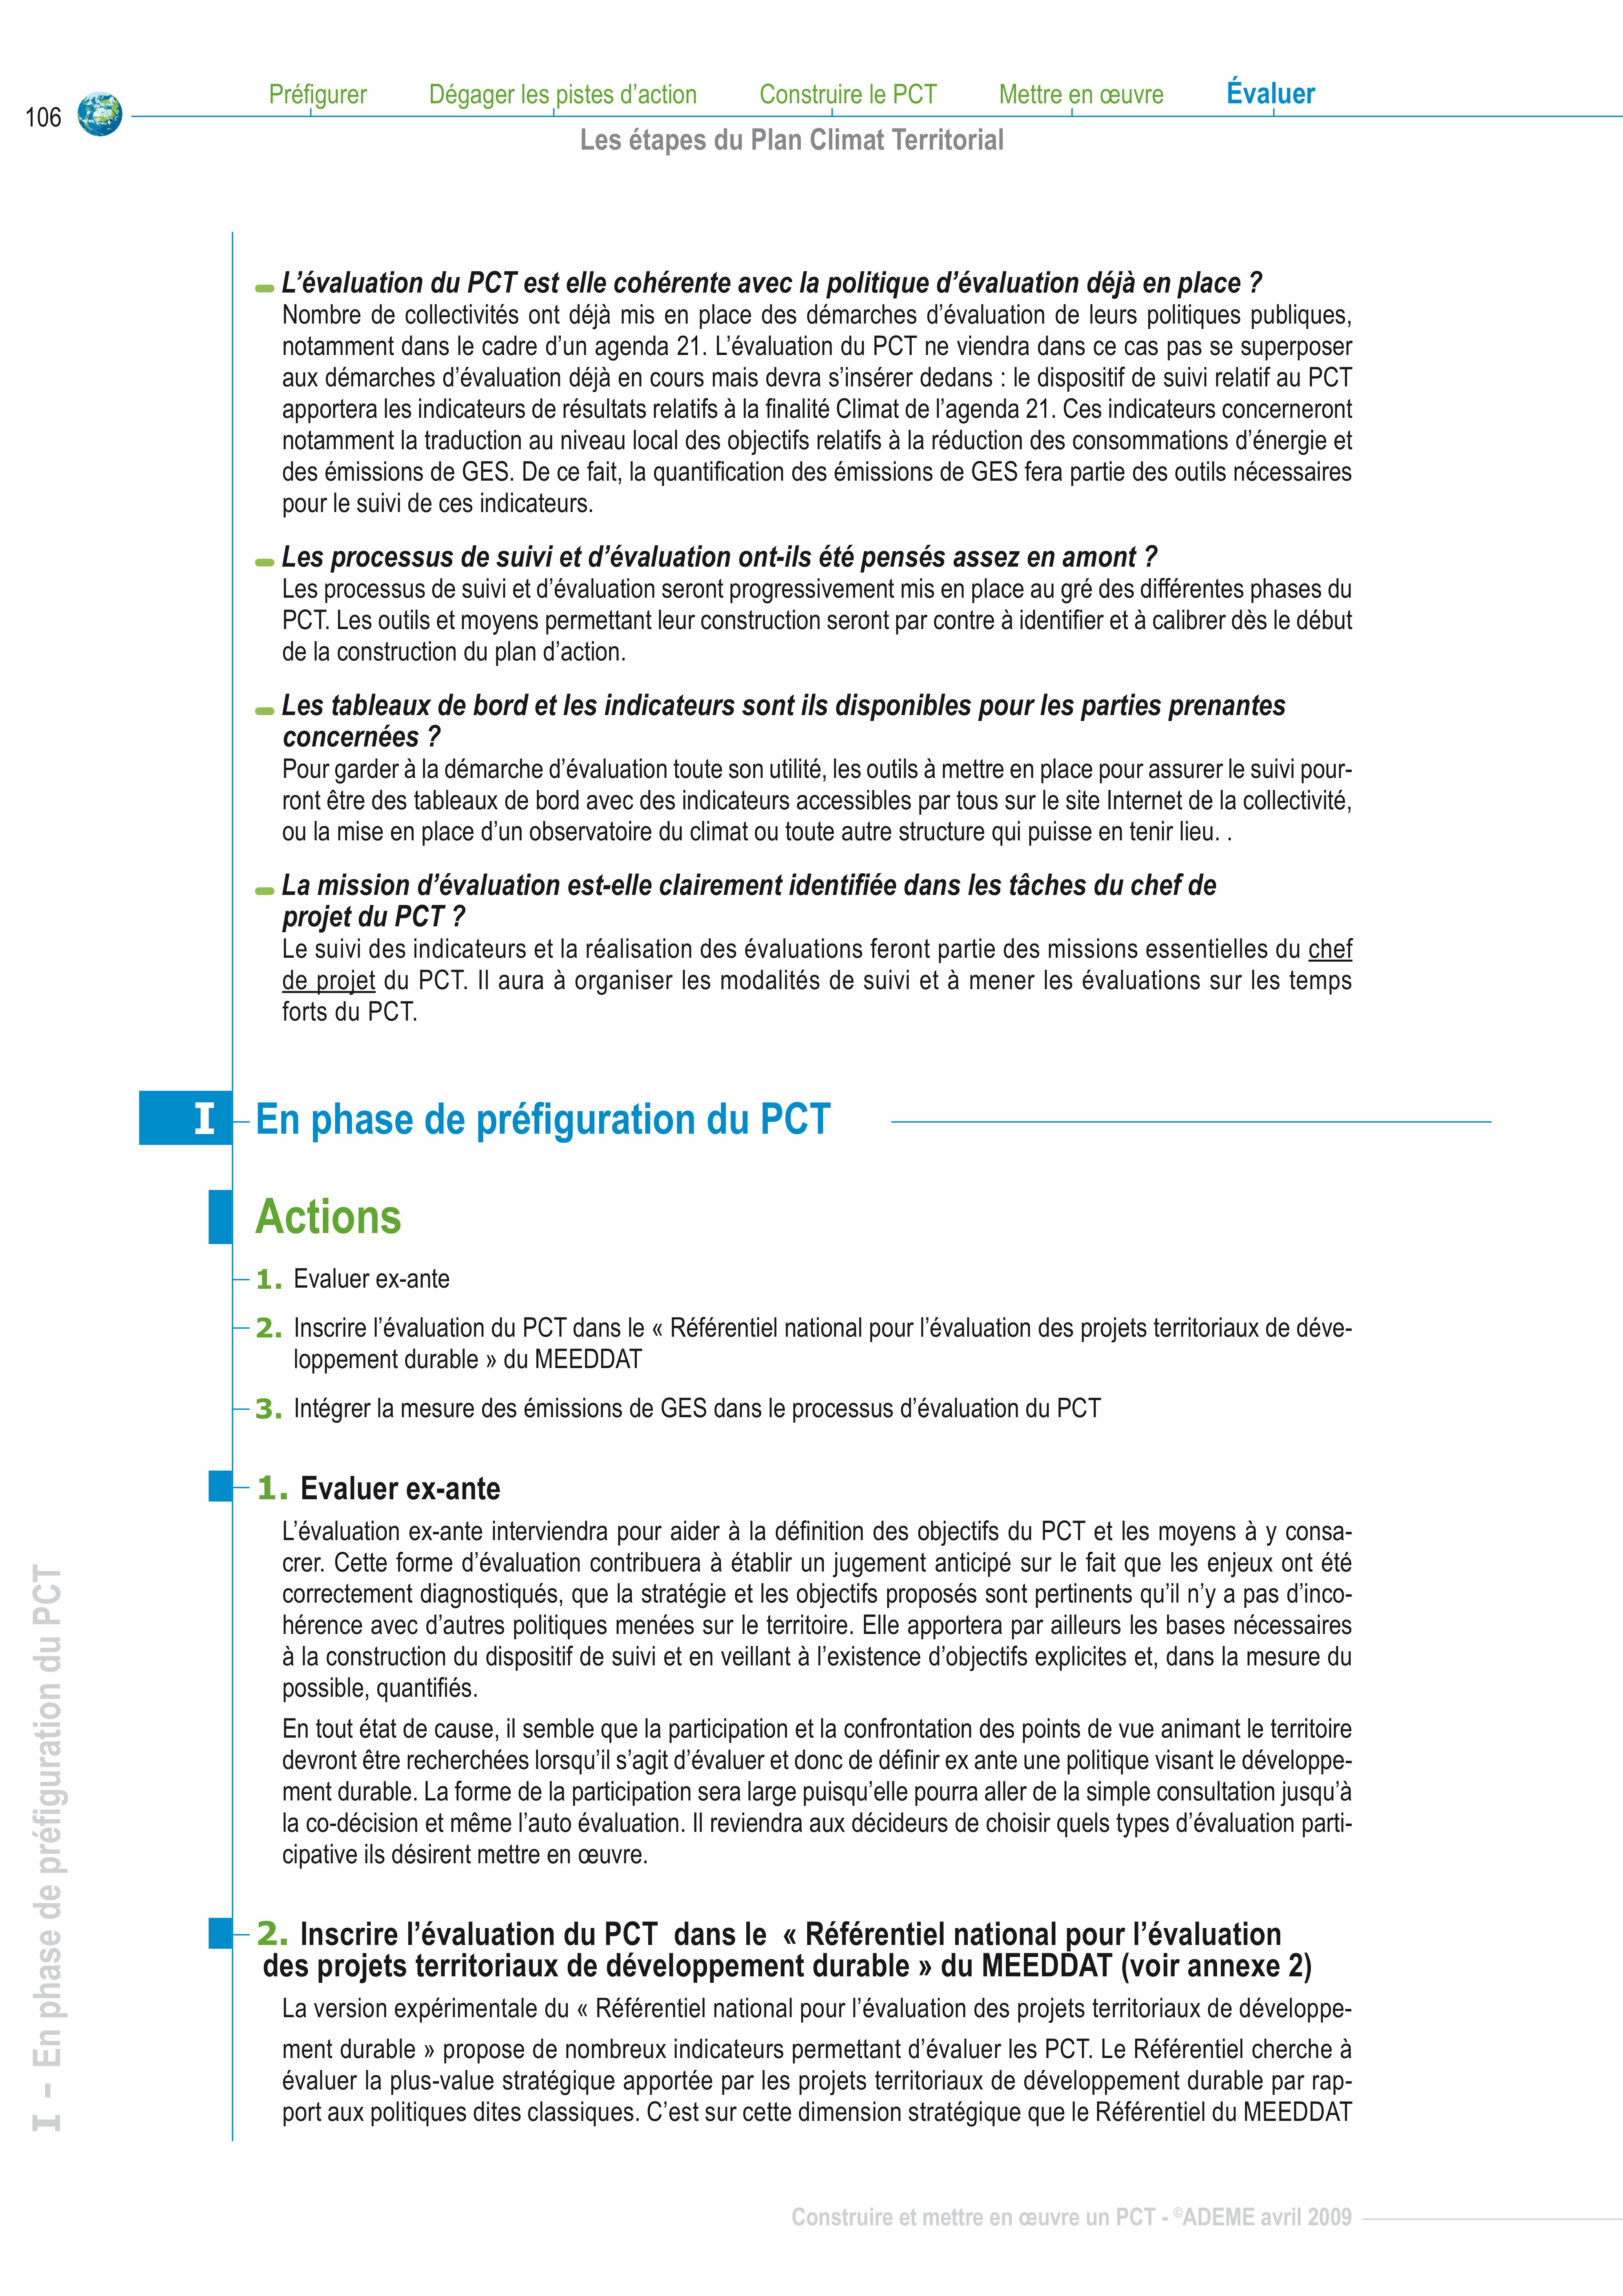 106
Préfigurer Dégager les pistes d’action Construire le PCT Mettre en œuvre Évaluer
Les étapes du Plan Climat Territorial
L’évaluation du PCT est elle cohérente avec la politique d’évaluation déjà en place ?
Nombre de collectivités ont déjà mis en place des démarches d’évaluation de leurs politiques publiques,
notamment dans le cadre d’un agenda 21. L’évaluation du PCT ne viendra dans ce cas pas se superposer
aux démarches d’évaluation déjà en cours mais devra s’insérer dedans : le dispositif de suivi relatif au PCT
apportera les indicateurs de résultats relatifs à la finalité Climat de l’agenda 21. Ces indicateurs concerneront
notamment la traduction au niveau local des objectifs relatifs à la réduction des consommations d’énergie et
des émissions de GES. De ce fait, la quantification des émissions de GES fera partie des outils nécessaires
pour le suivi de ces indicateurs.
Les processus de suivi et d’évaluation ont-ils été pensés assez en amont ?
Les processus de suivi et d’évaluation seront progressivement mis en place au gré des différentes phases du
PCT. Les outils et moyens permettant leur construction seront par contre à identifier et à calibrer dès le début
de la construction du plan d’action.
Les tableaux de bord et les indicateurs sont ils disponibles pour les parties prenantes
concernées ?
Pour garder à la démarche d’évaluation toute son utilité, les outils à mettre en place pour assurer le suivi pour-
ront être des tableaux de bord avec des indicateurs accessibles par tous sur le site Internet de la collectivité,
ou la mise en place d’un observatoire du climat ou toute autre structure qui puisse en tenir lieu. .
La mission d’évaluation est-elle clairement identifiée dans les tâches du chef de
projet du PCT ?
Le suivi des indicateurs et la réalisation des évaluations feront partie des missions essentielles du chef
de projet du PCT. Il aura à organiser les modalités de suivi et à mener les évaluations sur les temps
forts du PCT.
I En phase de préfiguration du PCT
Actions
1. Evaluer ex-ante
2. Inscrire l’évaluation du PCT dans le « Référentiel national pour l’évaluation des projets territoriaux de déve-
loppement durable » du MEEDDAT
3. Intégrer la mesure des émissions de GES dans le processus d’évaluation du PCT
1. Evaluer ex-ante
L’évaluation ex-ante interviendra pour aider à la définition des objectifs du PCT et les moyens à y consa-
crer. Cette forme d’évaluation contribuera à établir un jugement anticipé sur le fait que les enjeux ont été
correctement diagnostiqués, que la stratégie et les objectifs proposés sont pertinents qu’il n’y a pas d’inco-
hérence avec d’autres politiques menées sur le territoire. Elle apportera par ailleurs les bases nécessaires
à la construction du dispositif de suivi et en veillant à l’existence d’objectifs explicites et, dans la mesure du
possible, quantifiés.
En tout état de cause, il semble que la participation et la confrontation des points de vue animant le territoire
devront être recherchées lorsqu’il s’agit d’évaluer et donc de définir ex ante une politique visant le développe-
ment durable. La forme de la participation sera large puisqu’elle pourra aller de la simple consultation jusqu’à
la co-décision et même l’auto évaluation. Il reviendra aux décideurs de choisir quels types d’évaluation parti-
cipative ils désirent mettre en œuvre.
2. Inscrire l’évaluation du PCT dans le « Référentiel national pour l’évaluation
des projets territoriaux de développement durable » du MEEDDAT (voir annexe 2)
La version expérimentale du « Référentiel national pour l’évaluation des projets territoriaux de développe-
ment durable » propose de nombreux indicateurs permettant d’évaluer les PCT. Le Référentiel cherche à
évaluer la plus-value stratégique apportée par les projets territoriaux de développement durable par rap-
port aux politiques dites classiques. C’est sur cette dimension stratégique que le Référentiel du MEEDDAT
I - En phase de préfiguration du PCT
Construire et mettre en œuvre un PCT - ©ADEME avril 2009